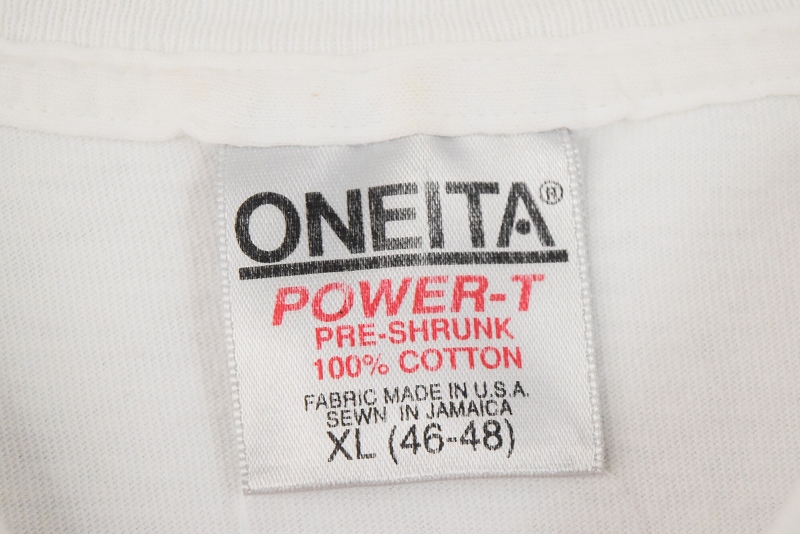 ONEITA®
POWER-T
PRE-SHRUNK
100% COTTON
FABRIC MADE IN U.S.A.
SEWN IN JAMAICA
XL (46-48)